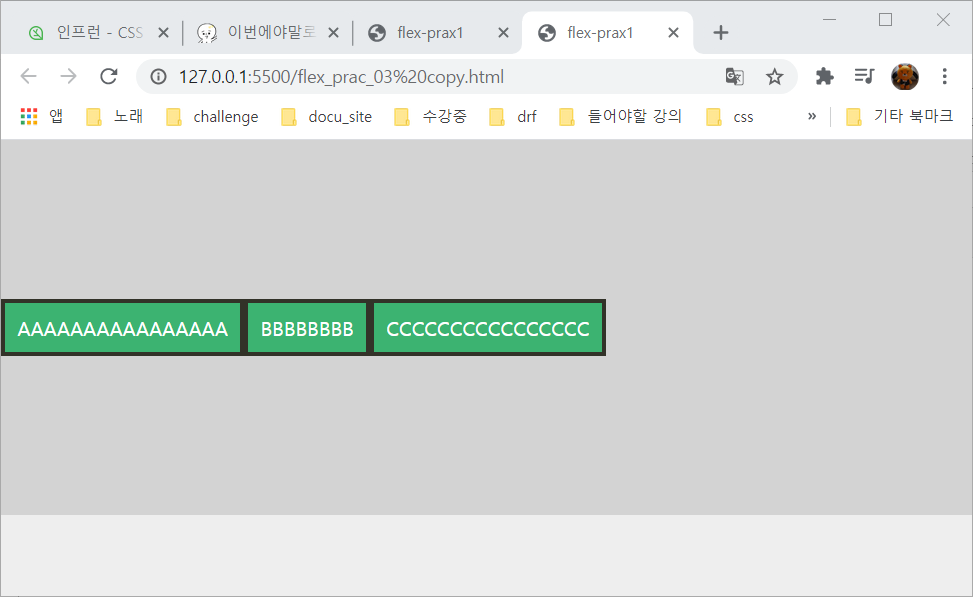 인프런 - CSS
이번에야말로
flex-prax1
flex-prax1
127.0.0.1:5500/flex_prac_03%20copy.html
앱 노래 challenge docu_site 수강중 drf 들어야할 강의 css » 기타 북마크
AAAAAAAAAAAAAAAA BBBBBBBB CCCCCCCCCCCCCCCC